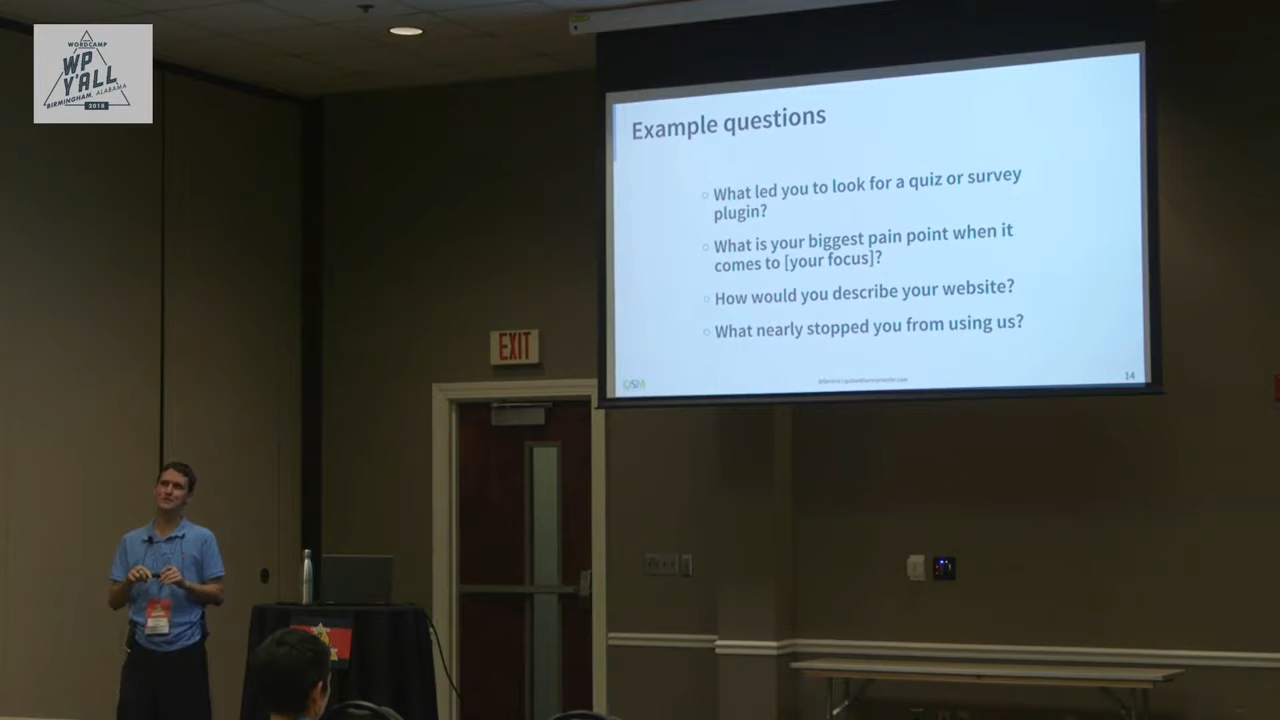 WORDCAMP
WP
Y'ALL
BIRMINGHAM, ALABAMA
2018
Example questions
What led you to look for a quiz or survey
plugin?
What is your biggest pain point when it
comes to [your focus]?
How would you describe your website?
What nearly stopped you from using us?
QSM
14
EXIT